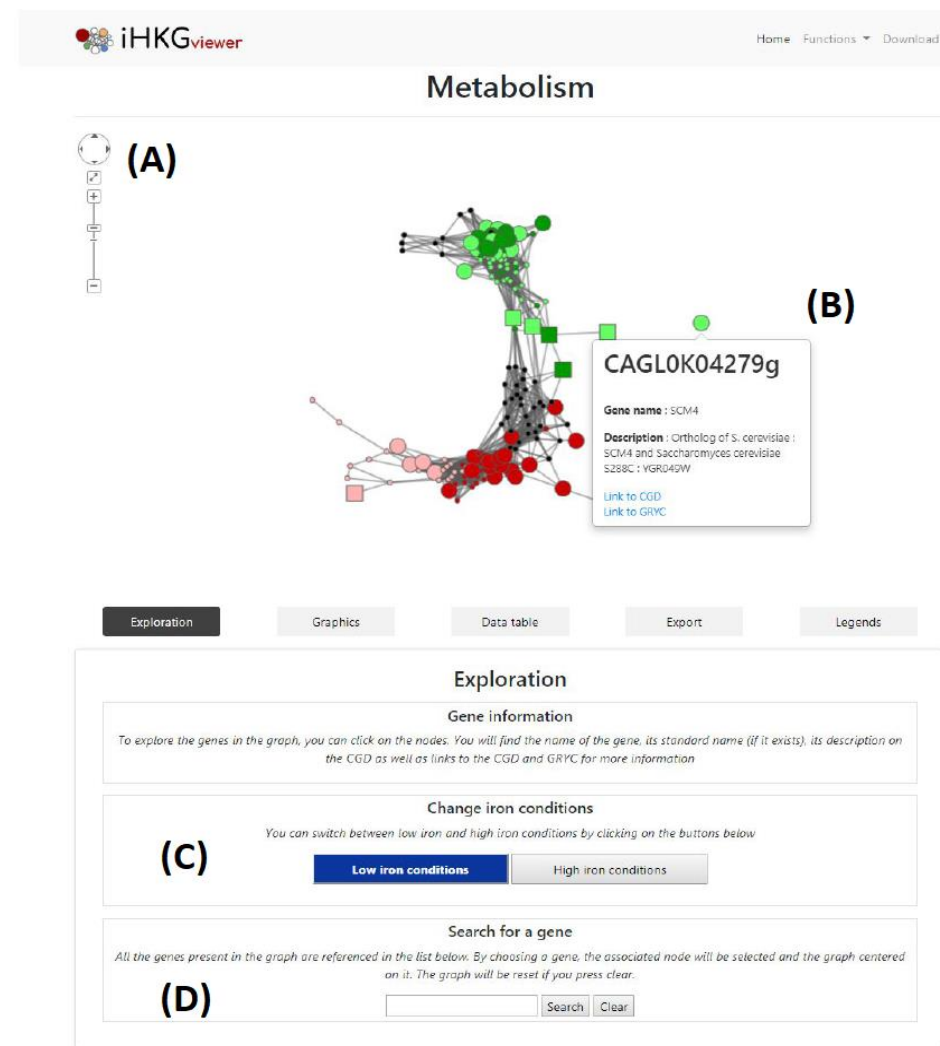 iHKGviewer
Home Functions Download
Metabolism
(A)
(B)
CAGL0K04279g
Gene name : SCM4
Description : Ortholog of S. cerevisiae :
SCM4 and Saccharomyces cerevisiae
S288C : YGR049W
Link to CGD
Link to GRYC
Exploration Graphics Data table Export Legends
Exploration
Gene information
To explore the genes in the graph, you can click on the nodes. You will find the name of the gene, its standard name (if it exists), its description on
the CGD as well as links to the CGD and GRYC for more information
Change iron conditions
You can switch between low iron and high iron conditions by clicking on the buttons below
(C)
Low iron conditions High iron conditions
Search for a gene
All the genes present in the graph are referenced in the list below. By choosing a gene, the associated node will be selected and the graph centered
on it. The graph will be reset if you press clear.
(D)
Search Clear